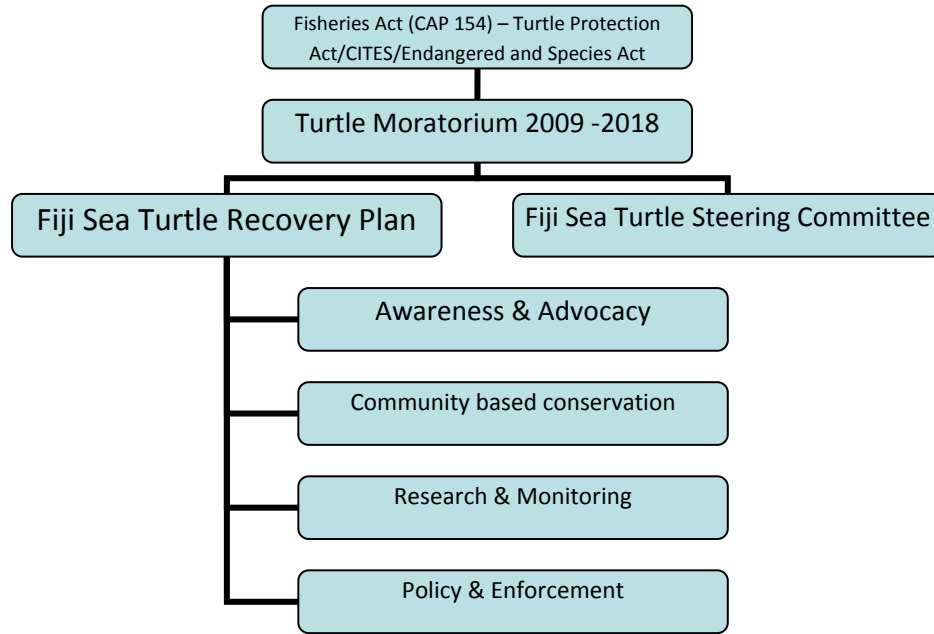 Fisheries Act (CAP 154) – Turtle Protection
Act/CITES/Endangered and Species Act
Turtle Moratorium 2009 -2018
Fiji Sea Turtle Recovery Plan
Fiji Sea Turtle Steering Committee
Awareness & Advocacy
Community based conservation
Research & Monitoring
Policy & Enforcement